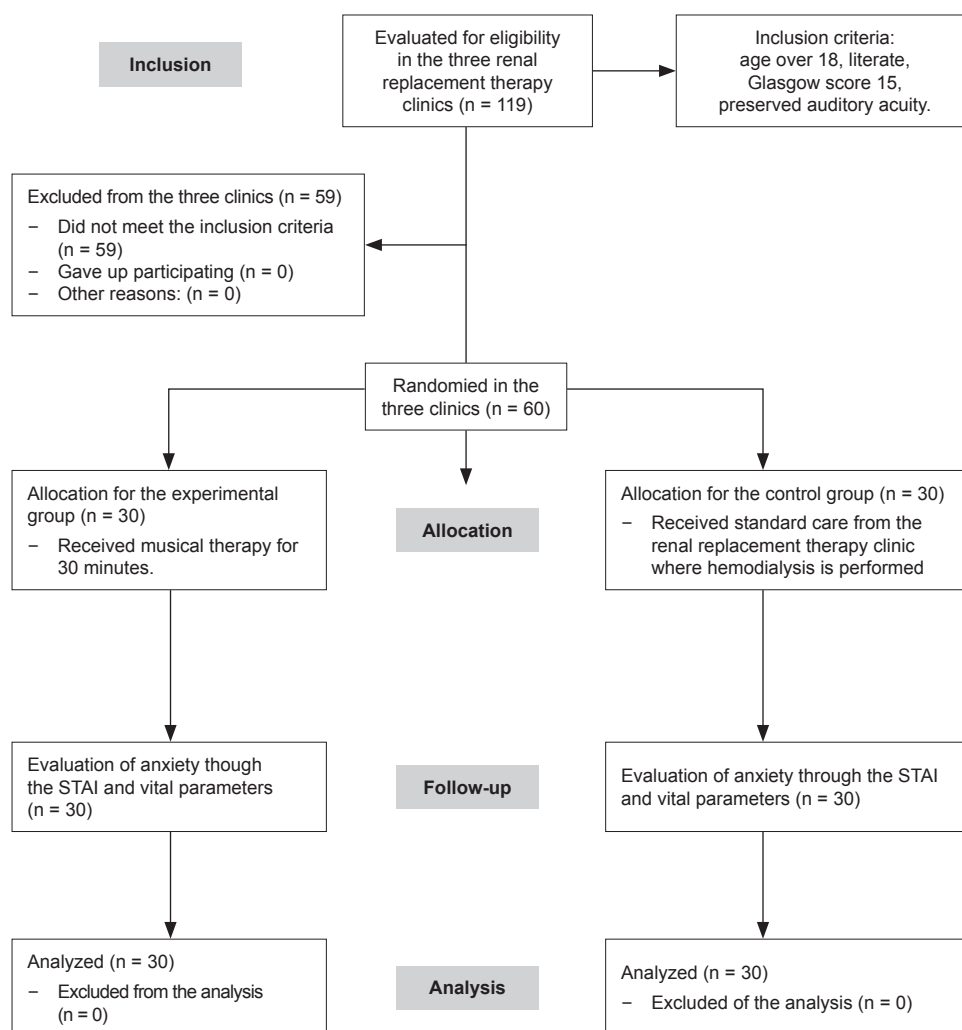 Inclusion
Evaluated for eligibility in the three renal
replacement therapy
clinics (n = 119)
Inclusion criteria:
age over 18, literate,
Glasgow score 15,
preserved auditory acuity.
Excluded from the three clinics (n = 59)
– Did not meet the inclusion criteria
(n = 59)
– Gave up participating (n = 0)
– Other reasons: (n = 0)
Randomied in the
three clinics (n = 60)
Allocation for the experimental
group (n = 30)
– Received musical therapy for
30 minutes.
Allocation
Allocation for the control group (n = 30)
– Received standard care from the
renal replacement therapy clinic
where hemodialysis is performed
Evaluation of anxiety though
the STAI and vital parameters
(n = 30)
Follow-up
Evaluation of anxiety through the STAI
and vital parameters (n = 30)
Analyzed (n = 30)
– Excluded from the analysis
(n = 0)
Analysis
Analyzed (n = 30)
– Excluded of the analysis (n = 0)